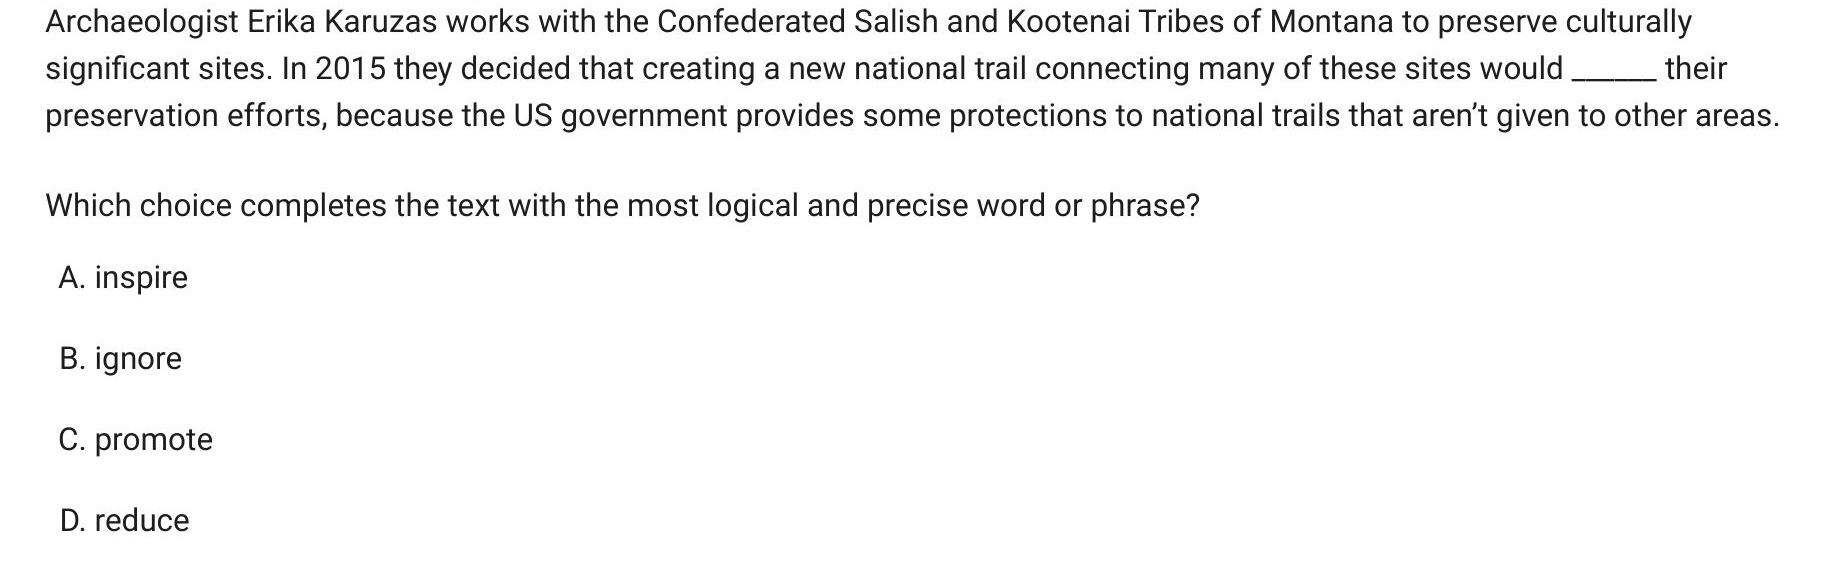 Archaeologist Erika Karuzas works with the Confederated Salish and Kootenai Tribes of Montana to preserve culturally
significant sites. In 2015 they decided that creating a new national trail connecting many of these sites would ______ their
preservation efforts, because the US government provides some protections to national trails that aren't given to other areas.
Which choice completes the text with the most logical and precise word or phrase?
A. inspire
B. ignore
C. promote
D. reduce